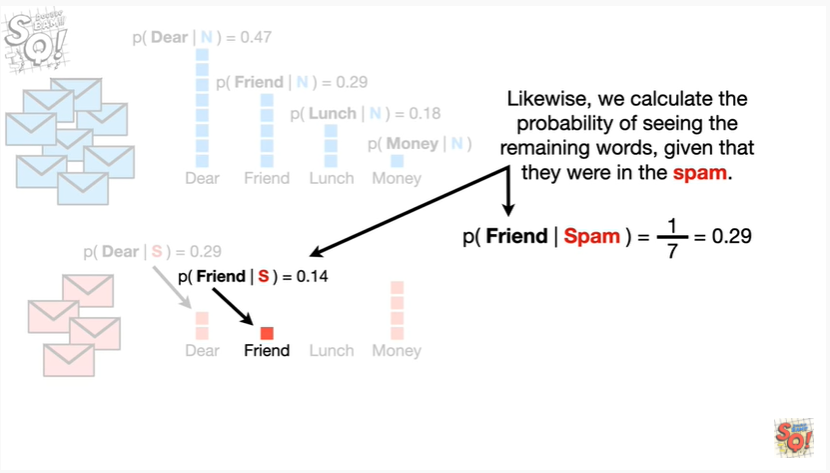 SQ!
p( Dear | N ) = 0.47
p( Friend | N ) = 0.29
p( Lunch | N ) = 0.18
p( Money | N )
Dear Friend Lunch Money
Likewise, we calculate the
probability of seeing the
remaining words, given that
they were in the spam.
p( Friend | Spam ) = 1/7 = 0.29
p( Dear | S ) = 0.29
p( Friend | S ) = 0.14
Dear Friend Lunch Money
SQ!